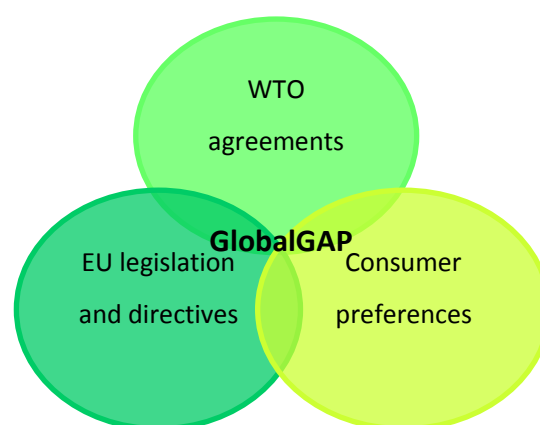 WTO
agreements
GlobalGAP
EU legislation
and directives
Consumer
preferences